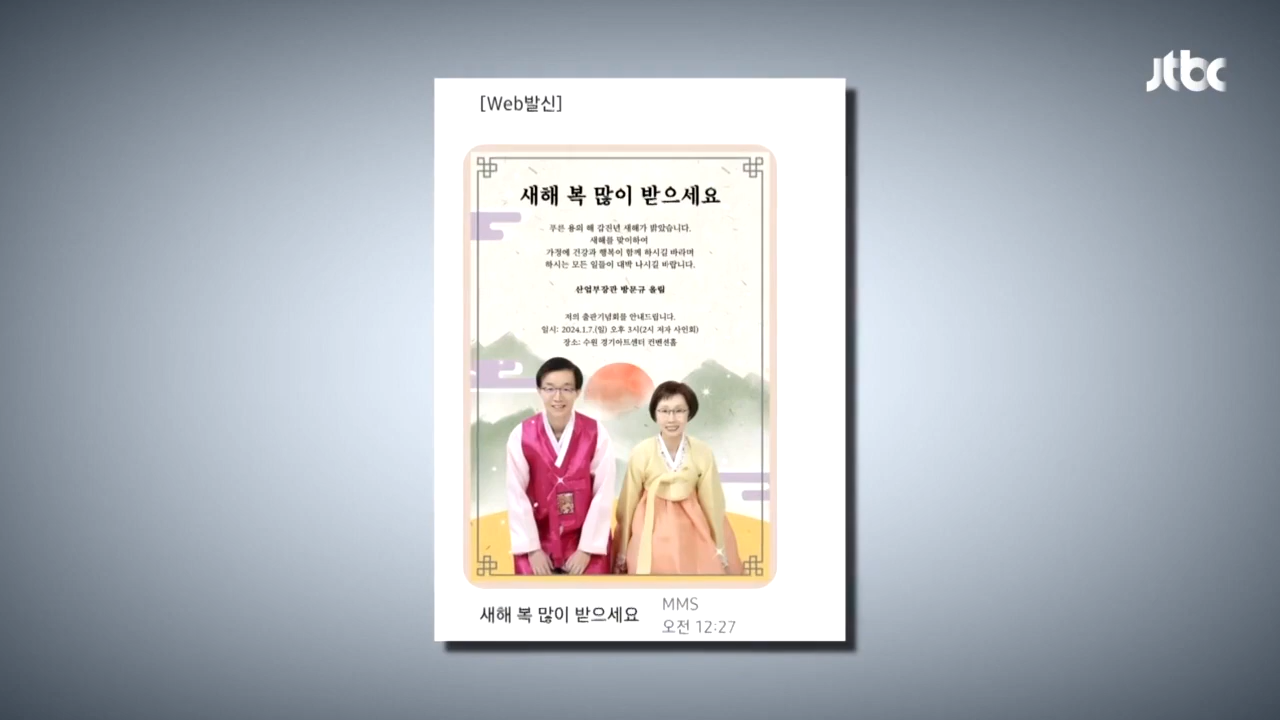 jtbc
[Web발신]
새해 복 많이 받으세요
푸른 용의 해 갑진년 새해가 밝았습니다.
새해를 맞이하여
가정에 건강과 행복이 함께 하시길 바라며
하시는 모든 일들이 대박 나시길 바랍니다.
산업부장관 방문규 올림
저의 출판기념회를 안내드립니다.
일시: 2024.1.7.(일) 오후 3시(2시 저자 사인회)
장소: 수원 경기아트센터 컨벤션홀
새해 복 많이 받으세요
MMS
오전 12:27